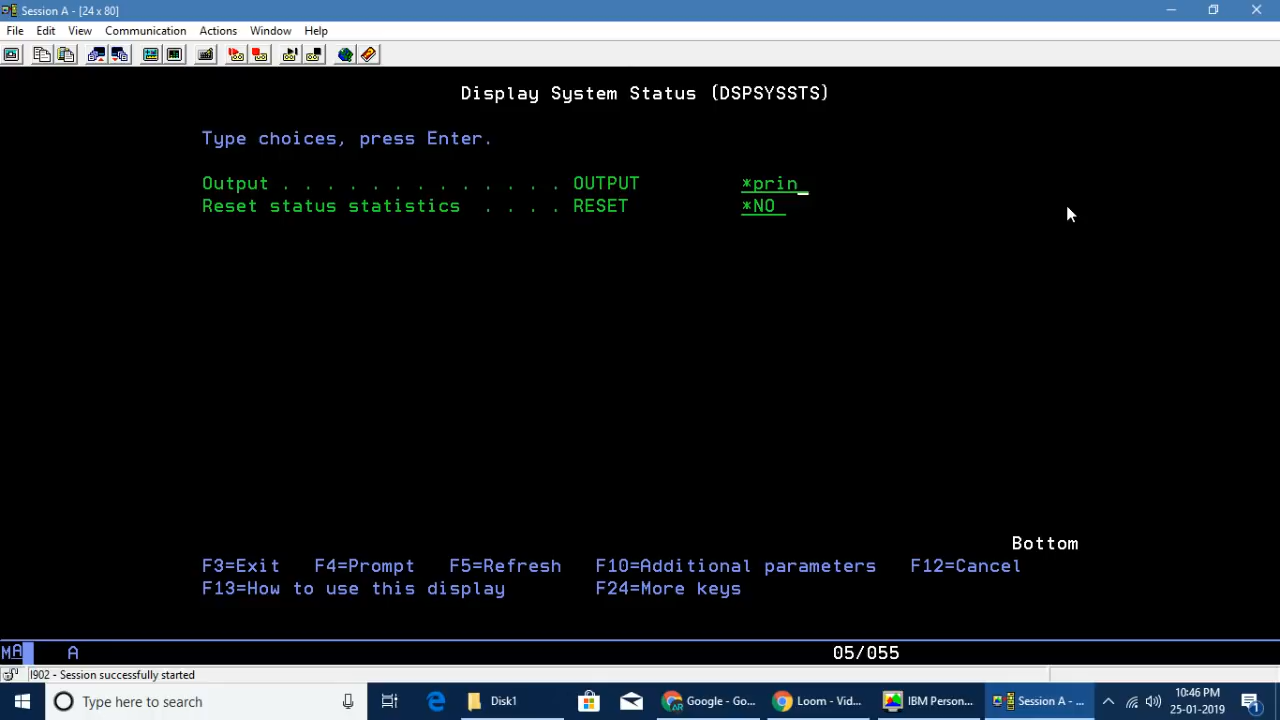 Session A - [24 x 80]
File Edit View Communication Actions Window Help
Display System Status (DSPSYSSTS)
Type choices, press Enter.
Output . . . . . . . . . . . . . OUTPUT *prin_
Reset status statistics . . . . RESET *NO
Bottom
F3=Exit F4=Prompt F5=Refresh F10=Additional parameters F12=Cancel
F13=How to use this display F24=More keys
MA A 05/055
I902 - Session successfully started
Type here to search Disk1 Google - Go... Loom - Vid... IBM Person... Session A - ... 10:46 PM
25-01-2019 1